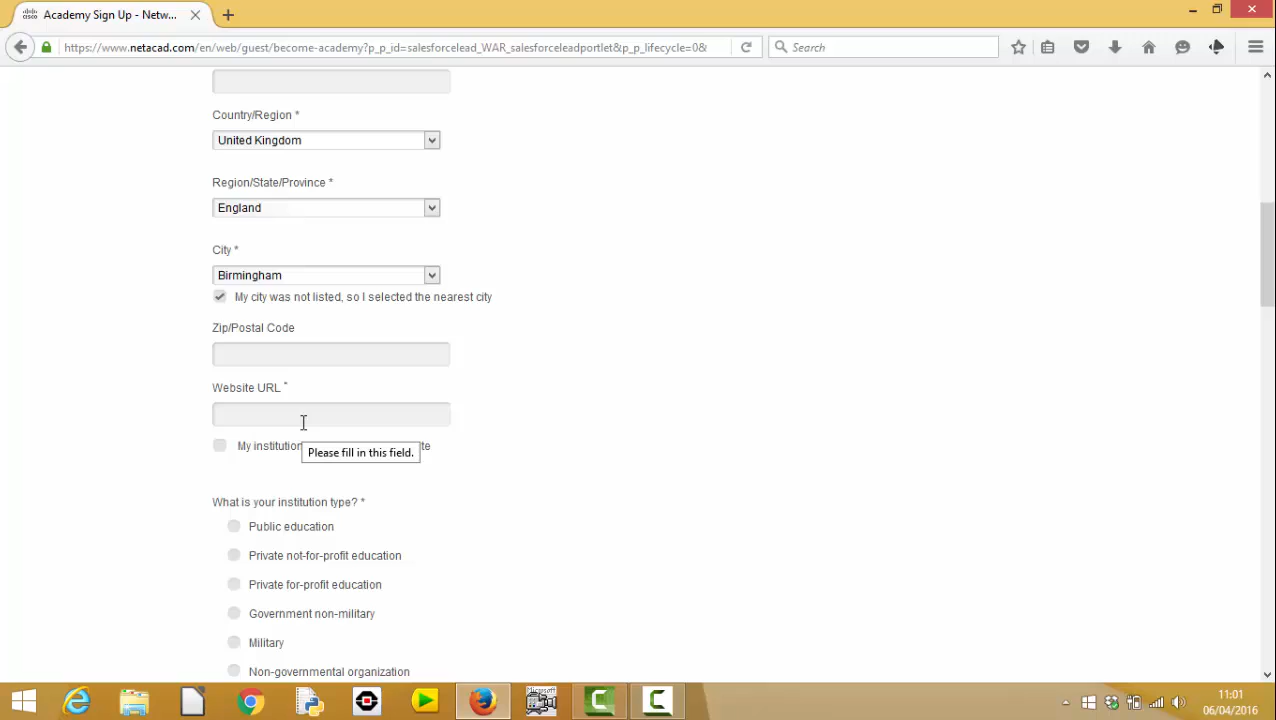 Academy Sign Up - Netw...
https://www.netacad.com/en/web/guest/become-academy?p_p_id=salesforcelead_WAR_salesforceleadportlet&p_p_lifecycle=0&
Search
Country/Region *
United Kingdom
Region/State/Province *
England
City *
Birmingham
My city was not listed, so I selected the nearest city
Zip/Postal Code
Website URL *
My institution te
Please fill in this field.
What is your institution type? *
Public education
Private not-for-profit education
Private for-profit education
Government non-military
Military
Non-governmental organization
11:01
06/04/2016